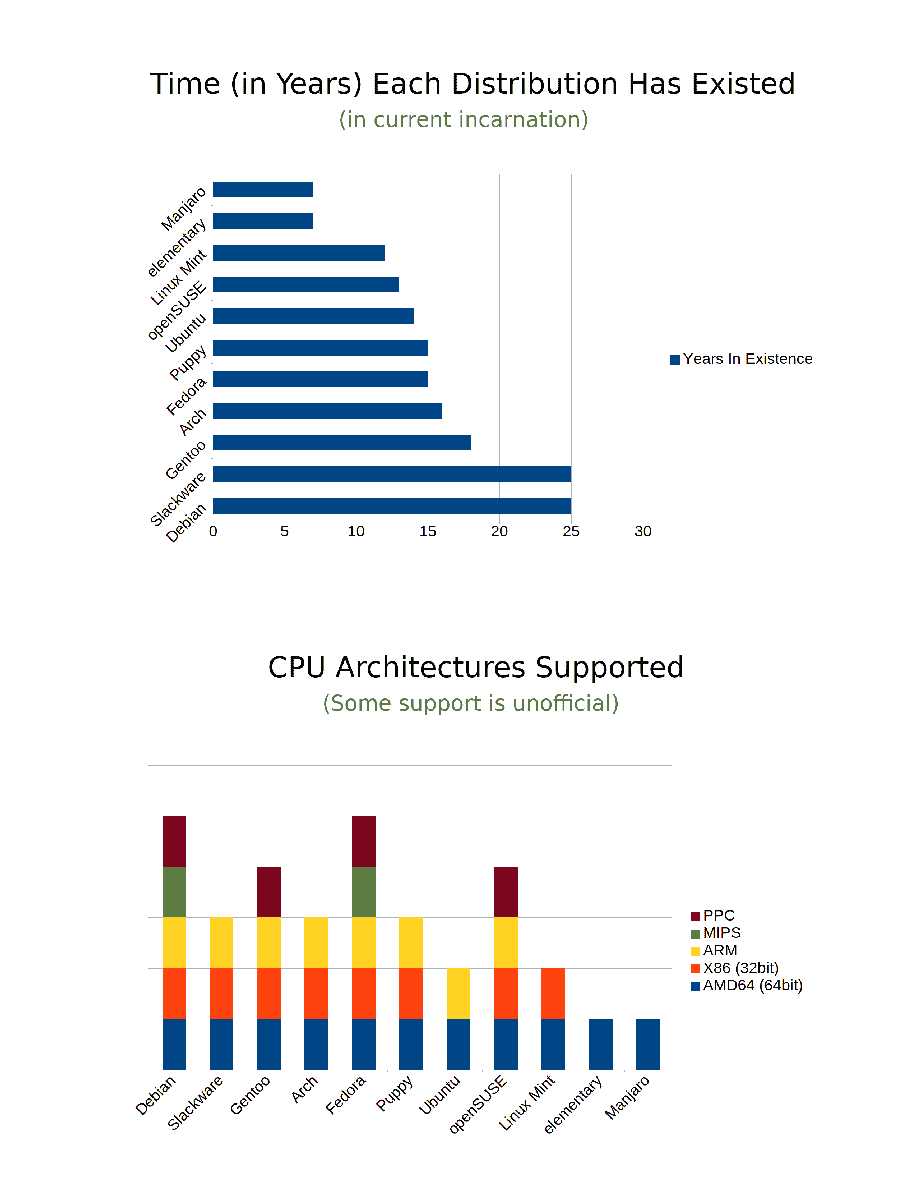 Time (in Years) Each Distribution Has Existed
(in current incarnation)
Manjaro
elementary
Linux Mint
openSUSE
Ubuntu
Puppy
Fedora
Arch
Gentoo
Slackware
Debian
0 5 10 15 20 25 30
Years In Existence
CPU Architectures Supported
(Some support is unofficial)
PPC
MIPS
ARM
X86 (32bit)
AMD64 (64bit)
Debian Slackware Gentoo Arch Fedora Puppy Ubuntu openSUSE Linux Mint elementary Manjaro